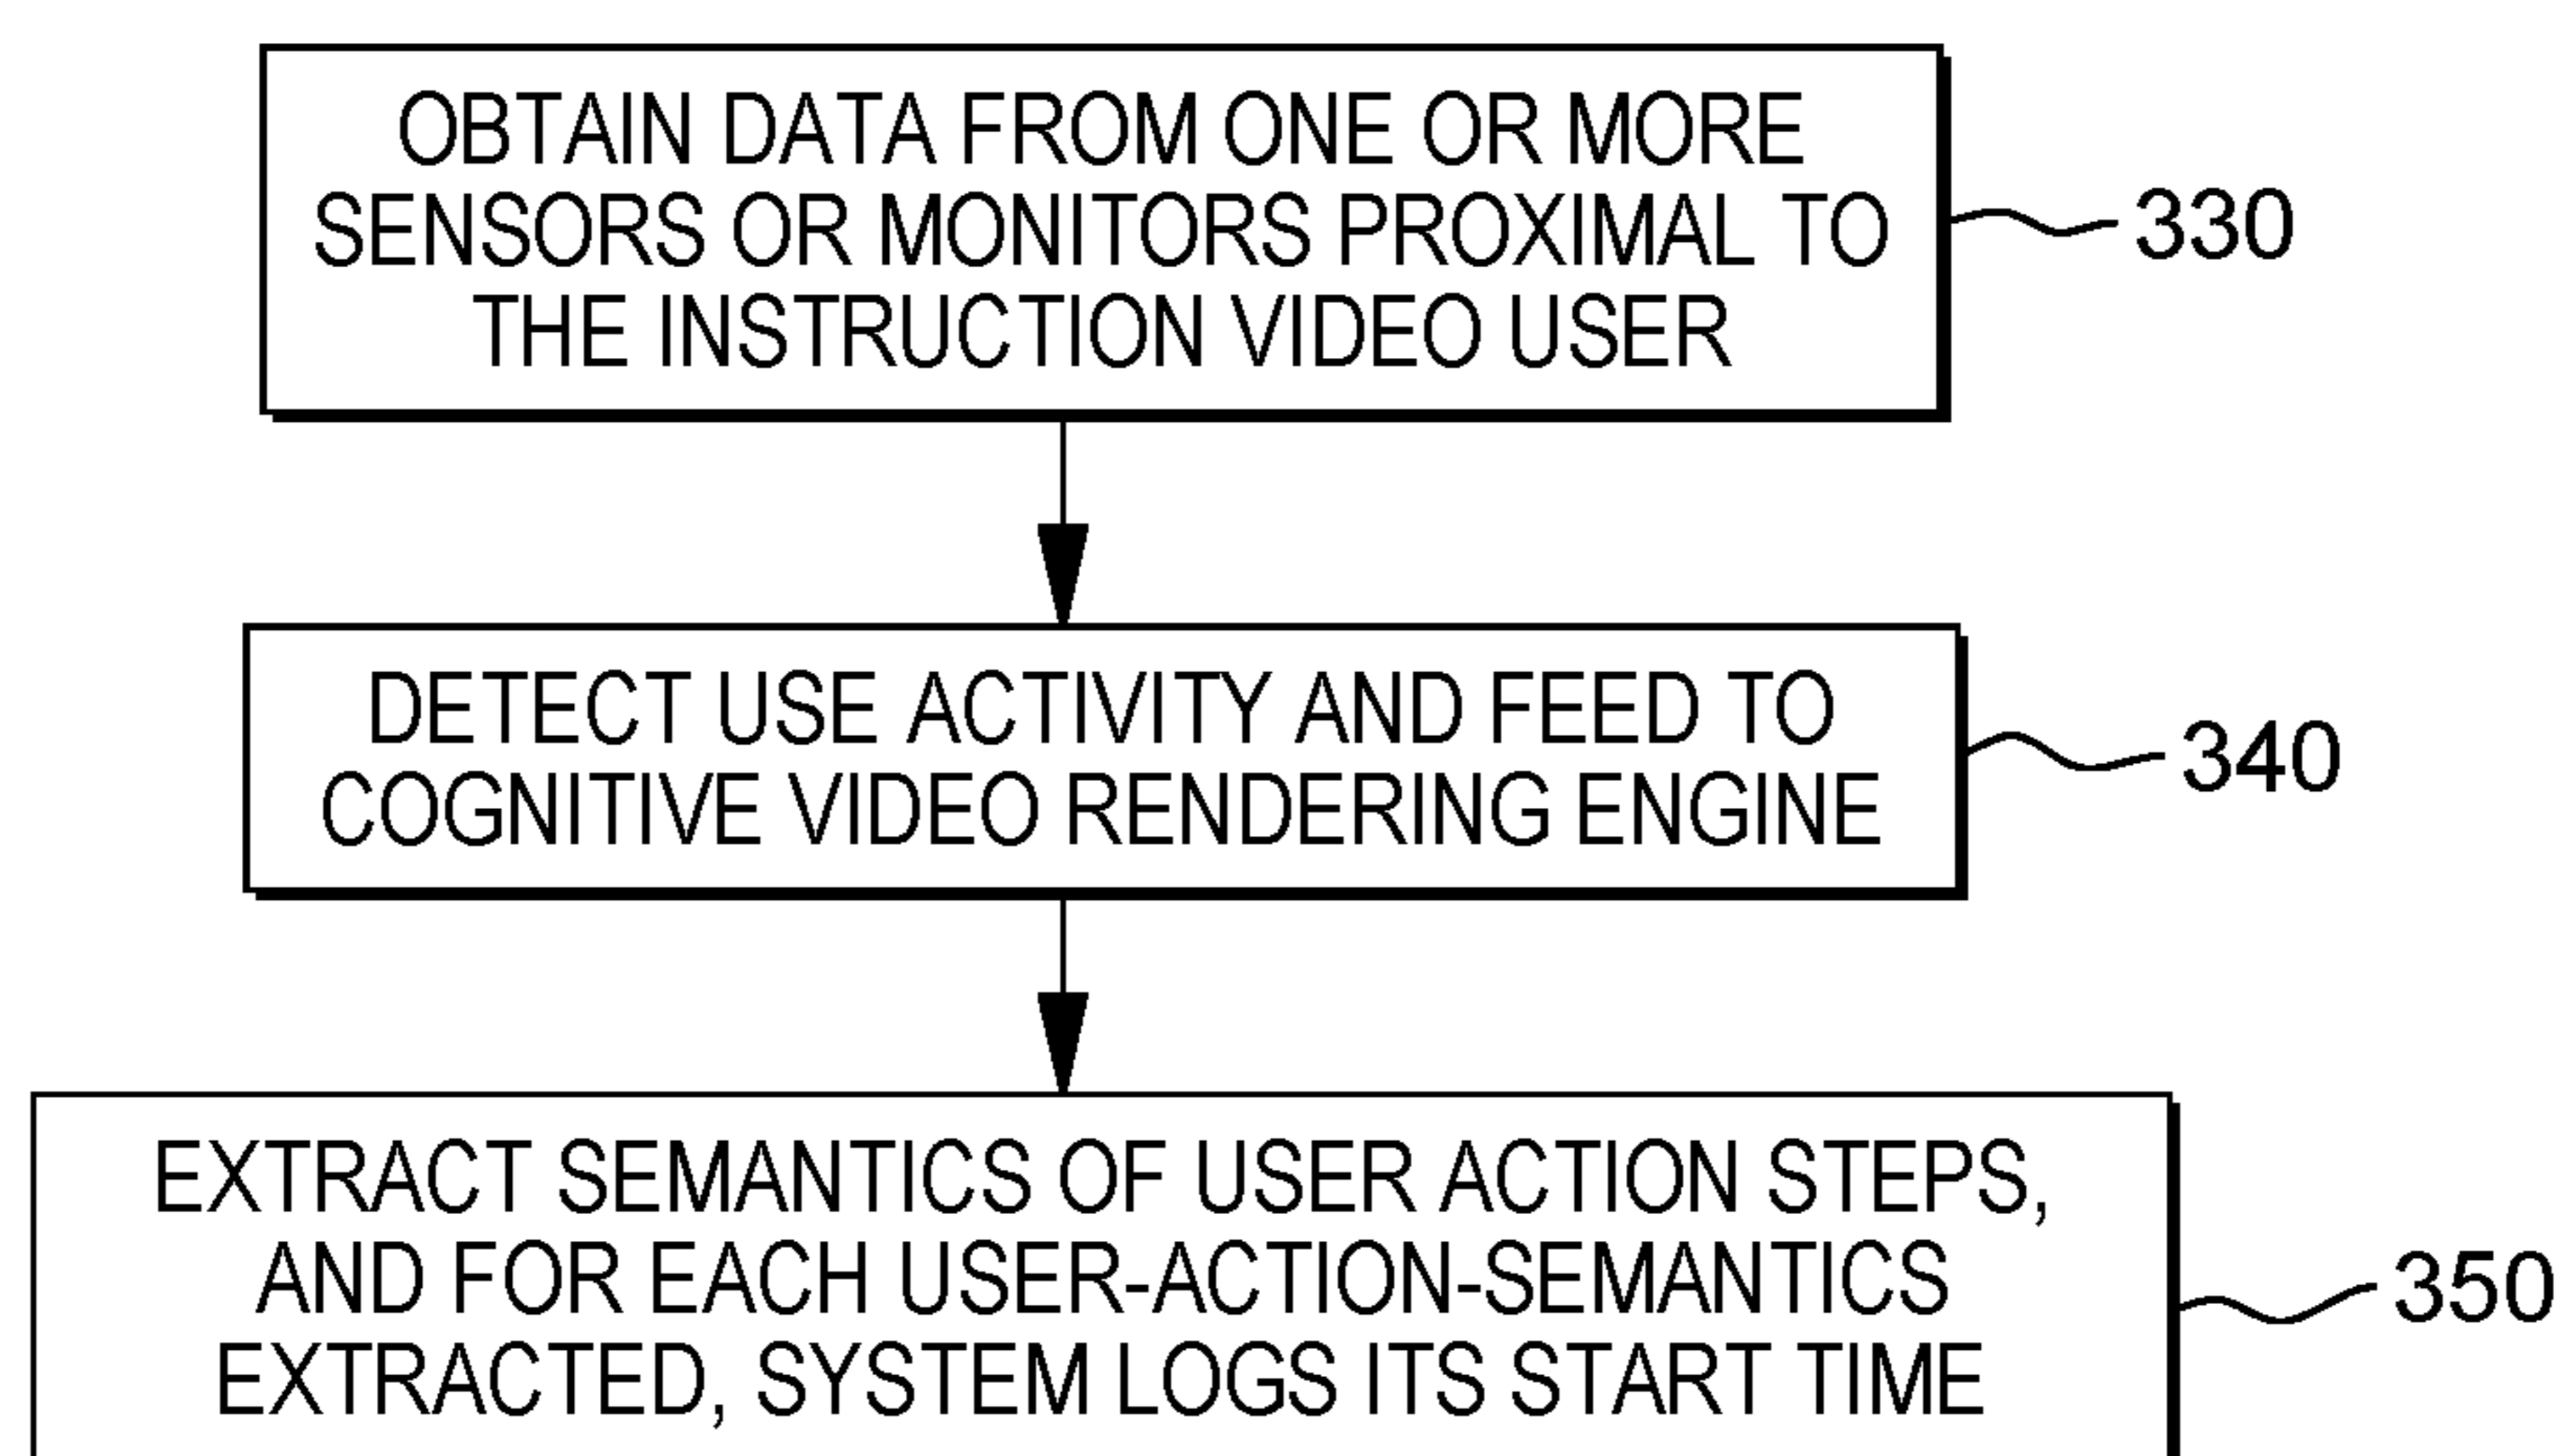 OBTAIN DATA FROM ONE OR MORE
SENSORS OR MONITORS PROXIMAL TO
THE INSTRUCTION VIDEO USER
330
DETECT USE ACTIVITY AND FEED TO
COGNITIVE VIDEO RENDERING ENGINE
340
EXTRACT SEMANTICS OF USER ACTION STEPS,
AND FOR EACH USER-ACTION-SEMANTICS
EXTRACTED, SYSTEM LOGS ITS START TIME
350